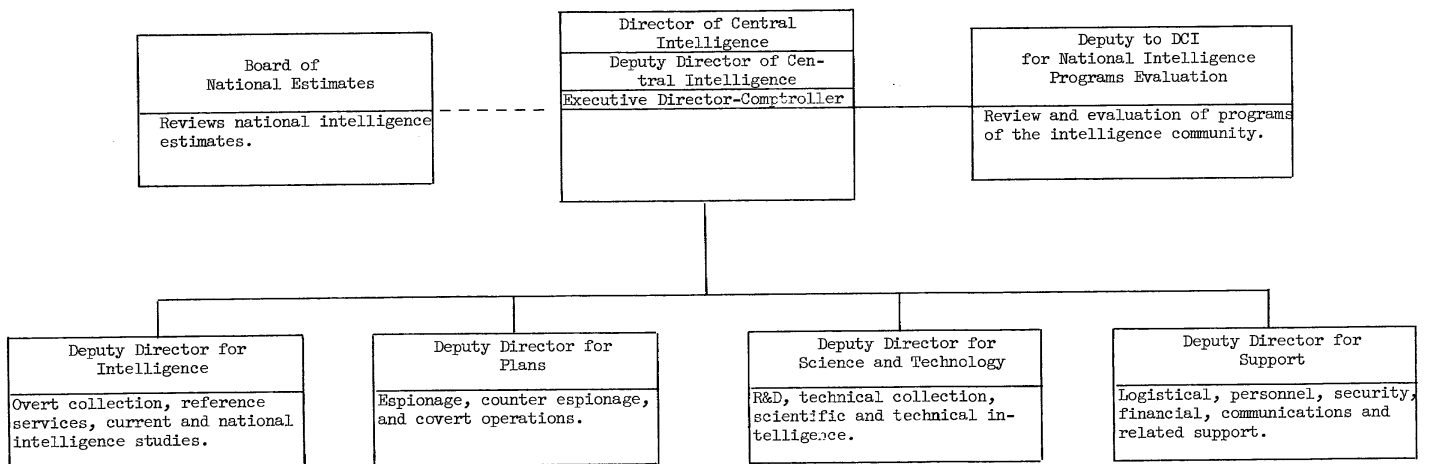 Board of
National Estimates
Reviews national intelligence
estimates.
Director of Central
Intelligence
Deputy Director of Cen-
tral Intelligence
Executive Director-Comptroller
Deputy to DCI
for National Intelligence
Programs Evaluation
Review and evaluation of programs
of the intelligence community.
Deputy Director for
Intelligence
Overt collection, reference
services, current and national
intelligence studies.
Deputy Director for
Plans
Espionage, counter espionage,
and covert operations.
Deputy Director for
Science and Technology
R&D, technical collection,
scientific and technical in-
telligence.
Deputy Director for
Support
Logistical, personnel, security,
financial, communications and
related support.